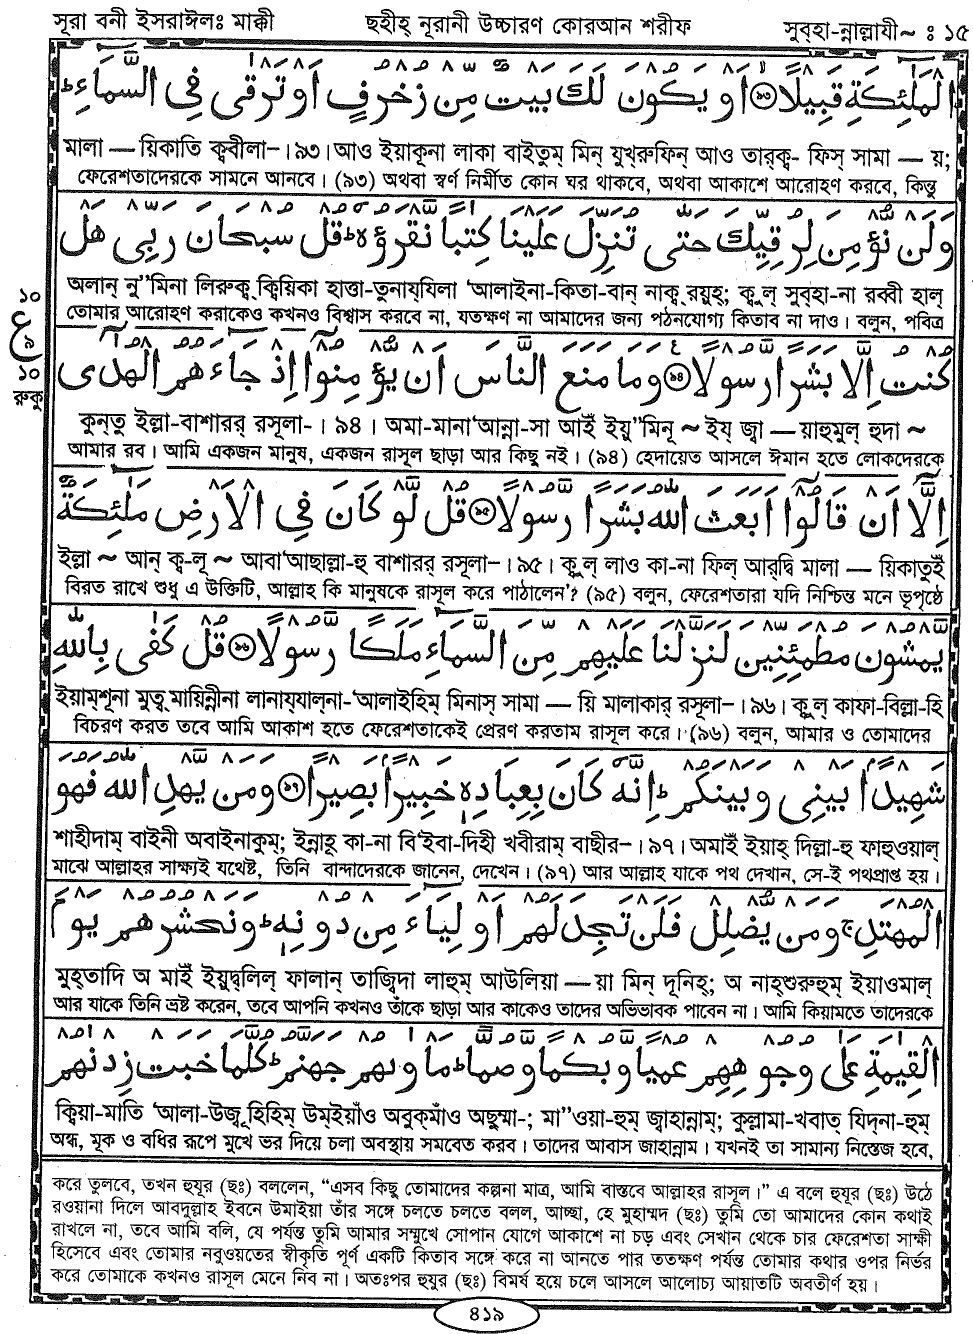 সূরা বনী ইসরাঈলঃ মাক্কী
ছহীহ্ নূরানী উচ্চারণ কোরআন শরীফ
সুব্হা-নাল্লাযী~ ঃ ১৫
الْمَلٰٓئِكَةِ قَبِيْلًا ﴿৯৩﴾ اَوْ يَكُوْنَ لَكَ بَيْتٌ مِّنْ زُخْرُفٍ اَوْ تَرْقٰى فِى السَّمَآءِ ؕ
মালা — য়িকাতি ক্ববীলা-। ৯৩। আও ইয়াকূনা লাকা বাইতুম্ মিন্ যুখ্রুফিন্ আও তার্ক্ব- ফিস্ সামা — য়;
ফেরেশতাদেরকে সামনে আনবে। (৯৩) অথবা স্বর্ণ নির্মীত কোন ঘর থাকবে, অথবা আকাশে আরোহণ করবে, কিন্তু
وَلَنْ نُّؤْمِنَ لِرُقِيِّكَ حَتّٰى تُنَزِّلَ عَلَيْنَا كِتٰبًا نَّقْرَؤُهٗ ؕ قُلْ سُبْحَانَ رَبِّىْ هَلْ
অলান্ নু''মিনা লিরুক্বূক্বিয়িকা হাত্তা-তুনায্যিলা 'আলাইনা-কিতা-বান্ নাক্বূরয়ুহ্; কূল্ সুব্হা-না রব্বী হাল্
তোমার আরোহণ করাকেও কখনও বিশ্বাস করবে না, যতক্ষণ না আমাদের জন্য পঠনযোগ্য কিতাব না দাও। বলুন, পবিত্র
১০
ع
৯
১০
রুকু
كُنْتُ اِلَّا بَشَرًا رَّسُوْلًا ﴿৯৪﴾ وَمَا مَنَعَ النَّاسَ اَنْ يُّؤْمِنُوْٓا اِذْ جَآءَهُمُ الْهُدٰٓى
কুন্তু ইল্লা-বাশারর্ রসূলা-। ৯৪। অমা-মানা'আন্না-সা আইঁ ইয়ু''মিনূ ~ ইয্ জ্বা — য়াহুমুল্ হুদা ~
আমার রব। আমি একজন মানুষ, একজন রাসূল ছাড়া আর কিছু নই। (৯৪) হেদায়েত আসলে ঈমান হতে লোকদেরকে
اِلَّآ اَنْ قَالُوْٓا اَبَعَثَ اللّٰهُ بَشَرًا رَّسُوْلًا ﴿৯৫﴾ قُلْ لَّوْ كَانَ فِى الْاَرْضِ مَلٰٓئِكَةٌ
ইল্লা ~ আন্ ক্ব-লূ ~ আবা'আছাল্লা-হু বাশারর্ রসূলা-। ৯৫। কূল্ লাও কা-না ফিল্ আর্দ্বি মালা — য়িকাতুইঁ
বিরত রাখে শুধু এ উক্তিটি, আল্লাহ কি মানুষকে রাসূল করে পাঠালেন'? (৯৫) বলুন, ফেরেশতারা যদি নিশ্চিন্ত মনে ভূপৃষ্ঠে
يَّمْشُوْنَ مُطْمَئِنِّيْنَ لَنَزَّلْنَا عَلَيْهِمْ مِّنَ السَّمَآءِ مَلَكًا رَّسُوْلًا ﴿৯৬﴾ قُلْ كَفٰى بِاللّٰهِ
ইয়াম্শূনা মুত্ব্মায়িন্নীনা লানায্যাল্না-'আলাইহিম্ মিনাস্ সামা — য়ি মালাকার্ রসূলা-। ৯৬। কূল্ কাফা-বিল্লা-হি
বিচরণ করত তবে আমি আকাশ হতে ফেরেশতাকেই প্রেরণ করতাম রাসূল করে। (৯৬) বলুন, আমার ও তোমাদের
شَهِيْدًۢا بَيْنِىْ وَبَيْنَكُمْ ؕ اِنَّهٗ كَانَ بِعِبَادِهٖ خَبِيْرًۢا بَصِيْرًا ﴿৯৭﴾ وَمَنْ يَّهْدِ اللّٰهُ فَهُوَ
শাহীদাম্ বাইনী অবাইনাকুম্; ইন্নাহূ কা-না বি'ইবা-দিহী খবীরাম্ বাছীর-। ৯৭। অমাইঁ ইয়াহ্ দিল্লা-হু ফাহুওয়াল্
মাঝে আল্লাহর সাক্ষ্যই যথেষ্ট, তিনি বান্দাদেরকে জানেন, দেখেন। (৯৭) আর আল্লাহ যাকে পথ দেখান, সে-ই পথপ্রাপ্ত হয়।
الْمُهْتَدِ ۚ وَمَنْ يُّضْلِلْ فَلَنْ تَجِدَ لَهُمْ اَوْلِيَآءَ مِنْ دُوْنِهٖ ؕ وَنَحْشُرُهُمْ يَوْمَ
মুহ্তাদি অ মাইঁ ইয়ুদ্বলিল্ ফালান্ তাজ্বিদা লাহুম্ আউলিয়া — য়া মিন্ দূনিহ্; অ নাহ্শুরুহুম্ ইয়াওমাল্
আর যাকে তিনি ভ্রষ্ট করেন, তবে আপনি কখনও তাঁকে ছাড়া আর কাকেও তাদের অভিভাবক পাবেন না। আমি কিয়ামতে তাদেরকে
الْقِيٰمَةِ عَلٰى وُجُوْهِهِمْ عُمْيًا وَّبُكْمًا وَّصُمًّا ؕ مَاْوٰىهُمْ جَهَنَّمُ ؕ كُلَّمَا خَبَتْ زِدْنٰهُمْ
ক্বিয়া-মাতি 'আলা-উজ্বূহিহিম্ উম্ইয়াঁও অবুক্মাঁও অছুম্মা-; মা''ওয়া-হুম্ জ্বাহান্নাম্; কুল্লামা-খবাত্ যিদ্না-হুম্
অন্ধ, মূক ও বধির রূপে মুখে ভর দিয়ে চলা অবস্থায় সমবেত করব। তাদের আবাস জাহান্নাম। যখনই তা সামান্য নিস্তেজ হবে,
করে তুলবে, তখন হুযূর (ছঃ) বললেন, "এসব কিছু তোমাদের কল্পনা মাত্র, আমি বাস্তবে আল্লাহর রাসূল।" এ বলে হুযূর (ছঃ) উঠে
রওয়ানা দিলে আবদুল্লাহ ইবনে উমাইয়া তাঁর সঙ্গে চলতে চলতে বলল, আচ্ছা, হে মুহাম্মদ (ছঃ) তুমি তো আমাদের কোন কথাই
রাখলে না, তবে আমি বলি, যে পর্যন্ত তুমি আমার সম্মুখে সোপান যোগে আকাশে না চড় এবং সেখান থেকে চার ফেরেশতা সাক্ষী
হিসেবে এবং তোমার নবুওয়তের স্বীকৃতি পূর্ণ একটি কিতাব সঙ্গে করে না আনতে পার ততক্ষণ পর্যন্ত তোমার কথার ওপর নির্ভর
করে তোমাকে কখনও রাসূল মেনে নিব না। অতঃপর হুযূর (ছঃ) বিমর্ষ হয়ে চলে আসলে আলোচ্য আয়াতটি অবতীর্ণ হয়।
৪১৯